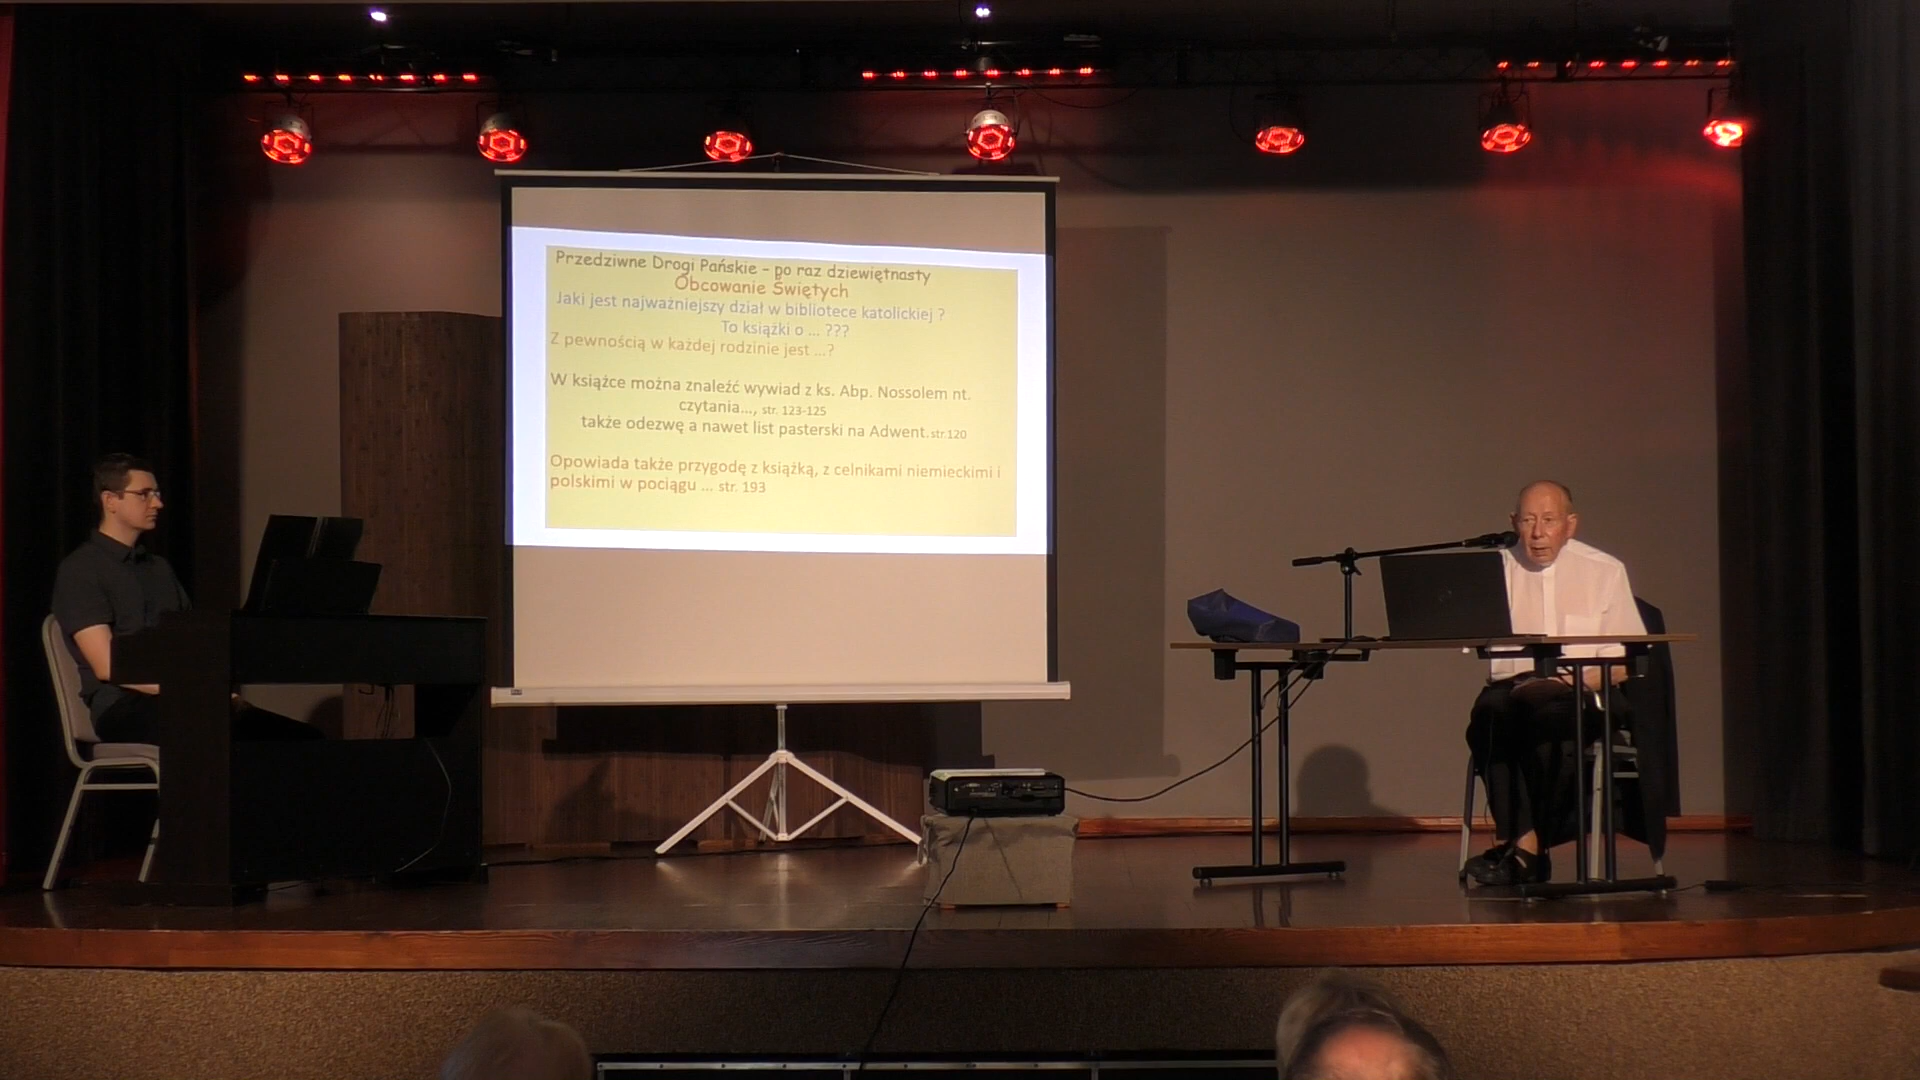 Przedziwne Drogi Pańskie – po raz dziewiętnasty
Obcowanie Świętych
Jaki jest najważniejszy dział w bibliotece katolickiej ?
To książki o ... ???
Z pewnością w każdej rodzinie jest ...?
W książce można znaleźć wywiad z ks. Abp. Nossolem nt.
czytania..., str. 123-125
także odezwę a nawet list pasterski na Adwent. str.120
Opowiada także przygodę z książką, z celnikami niemieckimi i
polskimi w pociągu ... str. 193